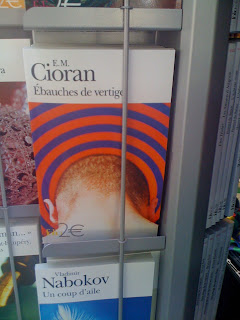 E. M.
Cioran
Ébauches de vertige
2€
Vladimir
Nabokov
Un coup d'aile